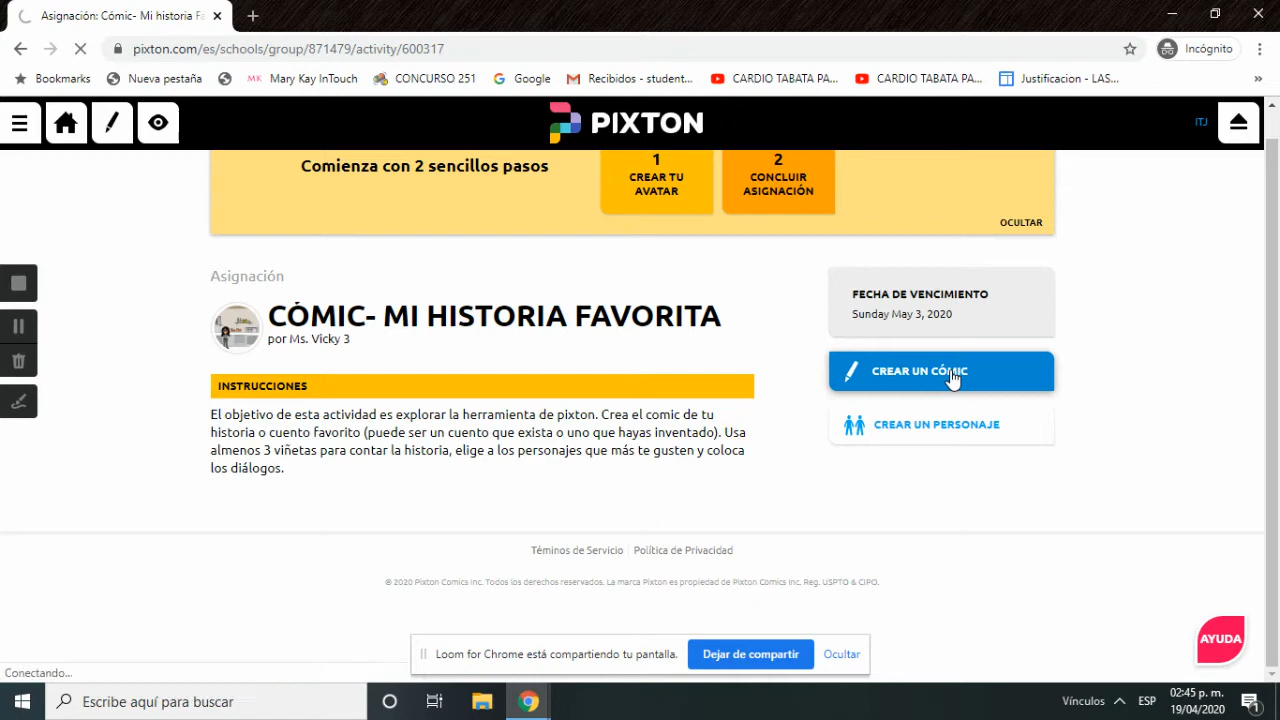 Asignación: Cómic- Mi historia Fa
pixton.com/es/schools/group/871479/activity/600317
Incógnito
Bookmarks
Nueva pestaña
MK Mary Kay InTouch
CONCURSO 251
Google
Recibidos - student...
CARDIO TABATA PA...
CARDIO TABATA PA...
Justificacion - LAS...
»
PIXTON
ITJ
Comienza con 2 sencillos pasos
1
CREAR TU
AVATAR
2
CONCLUIR
ASIGNACIÓN
OCULTAR
Asignación
CÓMIC- MI HISTORIA FAVORITA
por Ms. Vicky 3
FECHA DE VENCIMIENTO
Sunday May 3, 2020
CREAR UN CÓMIC
CREAR UN PERSONAJE
INSTRUCCIONES
El objetivo de esta actividad es explorar la herramienta de pixton. Crea el comic de tu
historia o cuento favorito (puede ser un cuento que exista o uno que hayas inventado). Usa
almenos 3 viñetas para contar la historia, elige a los personajes que más te gusten y coloca
los diálogos.
Téminos de Servicio
Política de Privacidad
© 2020 Pixton Comics Inc. Todos los derechos reservados. La marca Pixton es propiedad de Pixton Comics Inc. Reg. USPTO & CIPO.
AYUDA
Loom for Chrome está compartiendo tu pantalla.
Dejar de compartir
Ocultar
Conectando...
Escribe aquí para buscar
Vínculos
ESP
02:45 p. m.
19/04/2020
1